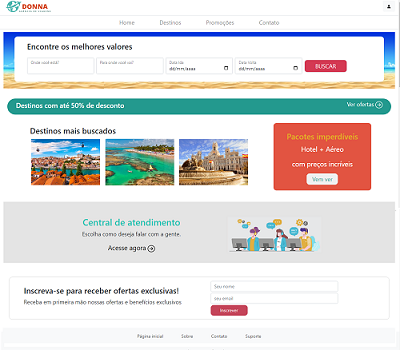 DONNA
Home Destinos Promoções Contato
Encontre os melhores valores
Onde você está? Para onde você vai? Data Ida Data Volta
dd/mm/aaaa dd/mm/aaaa BUSCAR
Destinos com até 50% de desconto Ver ofertas
Destinos mais buscados
Pacotes imperdíveis
Hotel + Aéreo
com preços incríveis
Vem ver
Central de atendimento
Escolha como deseja falar com a gente.
Acesse agora
Inscreva-se para receber ofertas exclusivas!
Receba em primeira mão nossas ofertas e benefícios exclusivos
Seu nome
seu email
Inscrever
Página inicial Sobre Contato Suporte